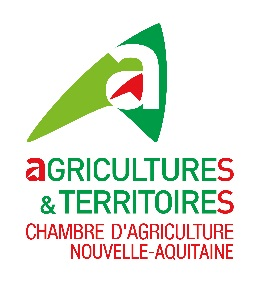 a
aGRICULTURES
& TERRITOIRES
CHAMBRE D'AGRICULTURE
NOUVELLE-AQUITAINE